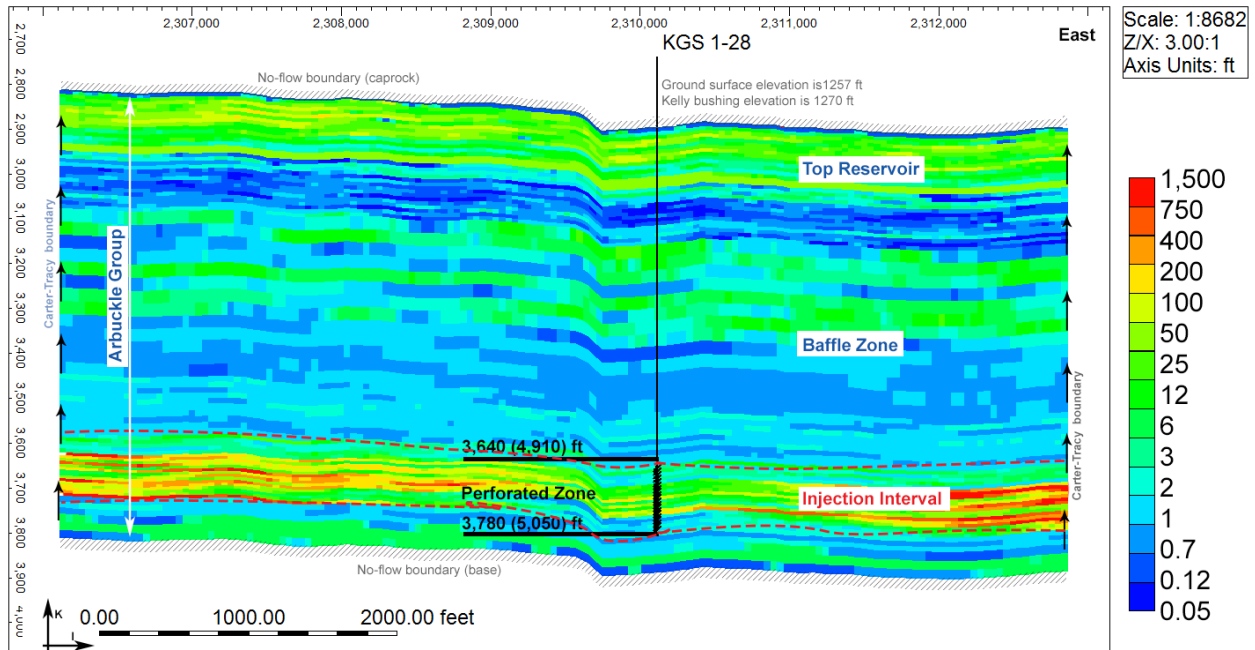 2,307,000
2,308,000
2,309,000
2,310,000
2,311,000
2,312,000
Scale: 1:8682
Z/X: 3.00:1
Axis Units: ft
KGS 1-28
East
No-flow boundary (caprock)
Ground surface elevation is1257 ft
Kelly bushing elevation is 1270 ft
2,700
2,800
2,900
3,000
3,100
3,200
3,300
3,400
3,500
3,600
3,700
3,800
3,900
4,000
Top Reservoir
Carter-Tracy boundary
Arbuckle Group
Baffle Zone
Carter-Tracy boundary
3,640 (4,910) ft
Perforated Zone
Injection Interval
3,780 (5,050) ft
No-flow boundary (base)
1,500
750
400
200
100
50
25
12
6
3
2
1
0.7
0.12
0.05
K
I
0.00
1000.00
2000.00 feet